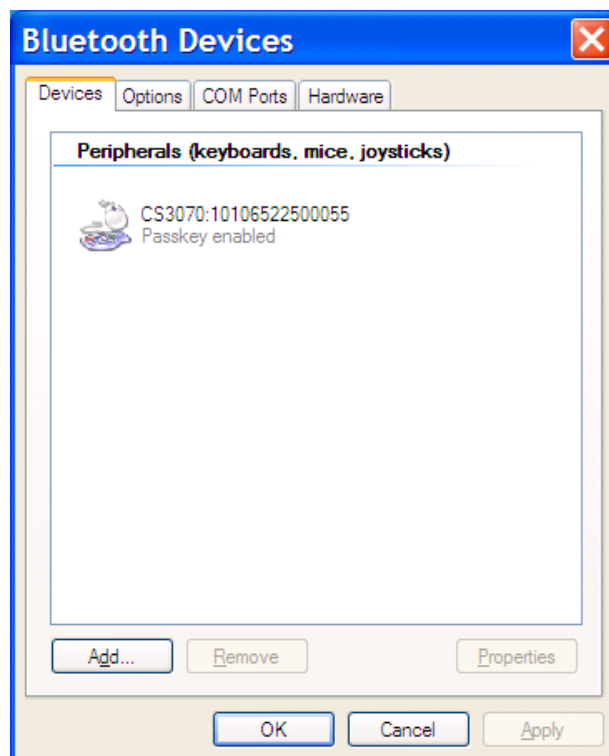 Bluetooth Devices
Devices Options COM Ports Hardware
Peripherals (keyboards, mice, joysticks)
CS3070:10106522500055
Passkey enabled
Add... Remove Properties
OK Cancel Apply